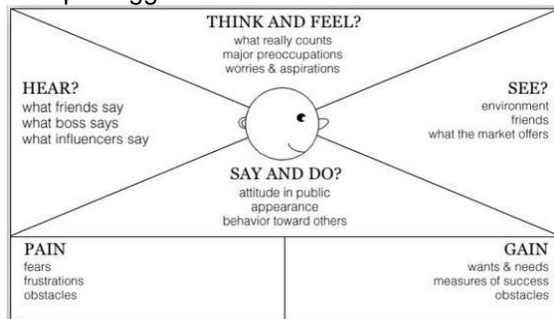 THINK AND FEEL?
what really counts
major preoccupations
worries & aspirations
HEAR?
what friends say
what boss says
what influencers say
SEE?
environment
friends
what the market offers
SAY AND DO?
attitude in public
appearance
behavior toward others
PAIN
fears
frustrations
obstacles
GAIN
wants & needs
measures of success
obstacles